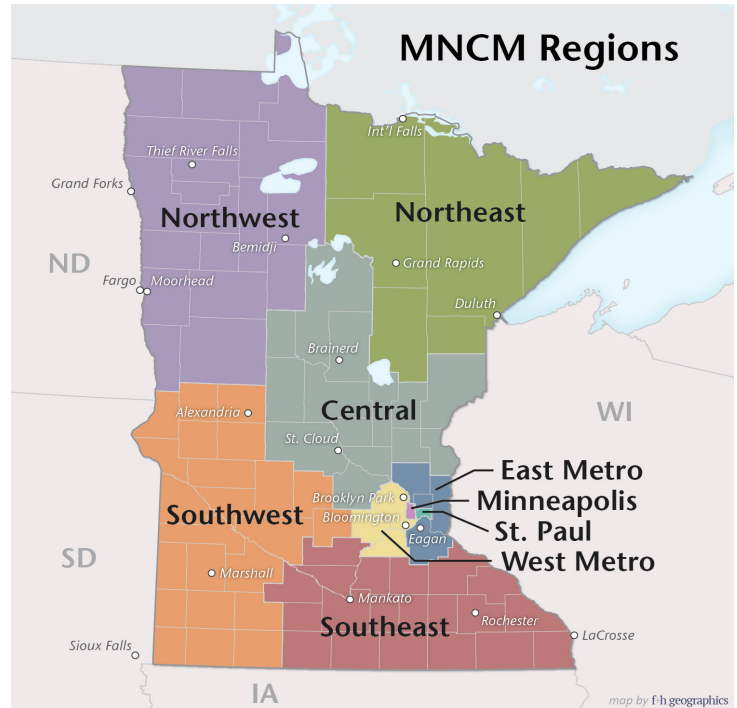 MNCM Regions
Int'l Falls
Thief River Falls
Grand Forks
Northwest
Northeast
Bemidji
ND
Grand Rapids
Fargo
Moorhead
Duluth
Brainerd
Alexandria
Central
WI
St. Cloud
East Metro
Brooklyn Park
Minneapolis
Southwest
Bloomington
St. Paul
Eagan
West Metro
SD
Marshall
Mankato
Rochester
Southeast
LaCrosse
Sioux Falls
IA
map by f+h geographics